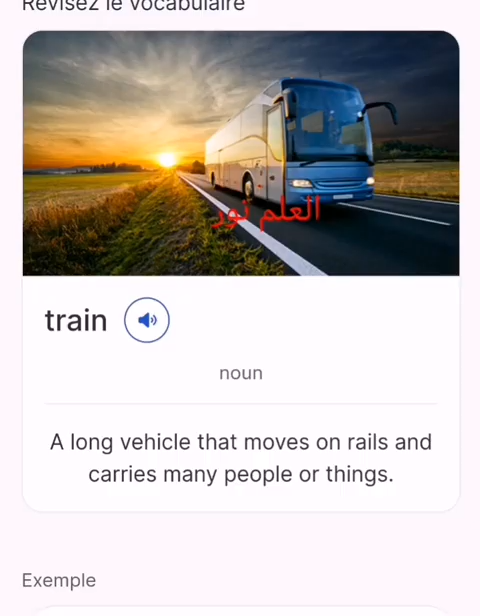 Révisez le vocabulaire
العلم نور
train
noun
A long vehicle that moves on rails and
carries many people or things.
Exemple